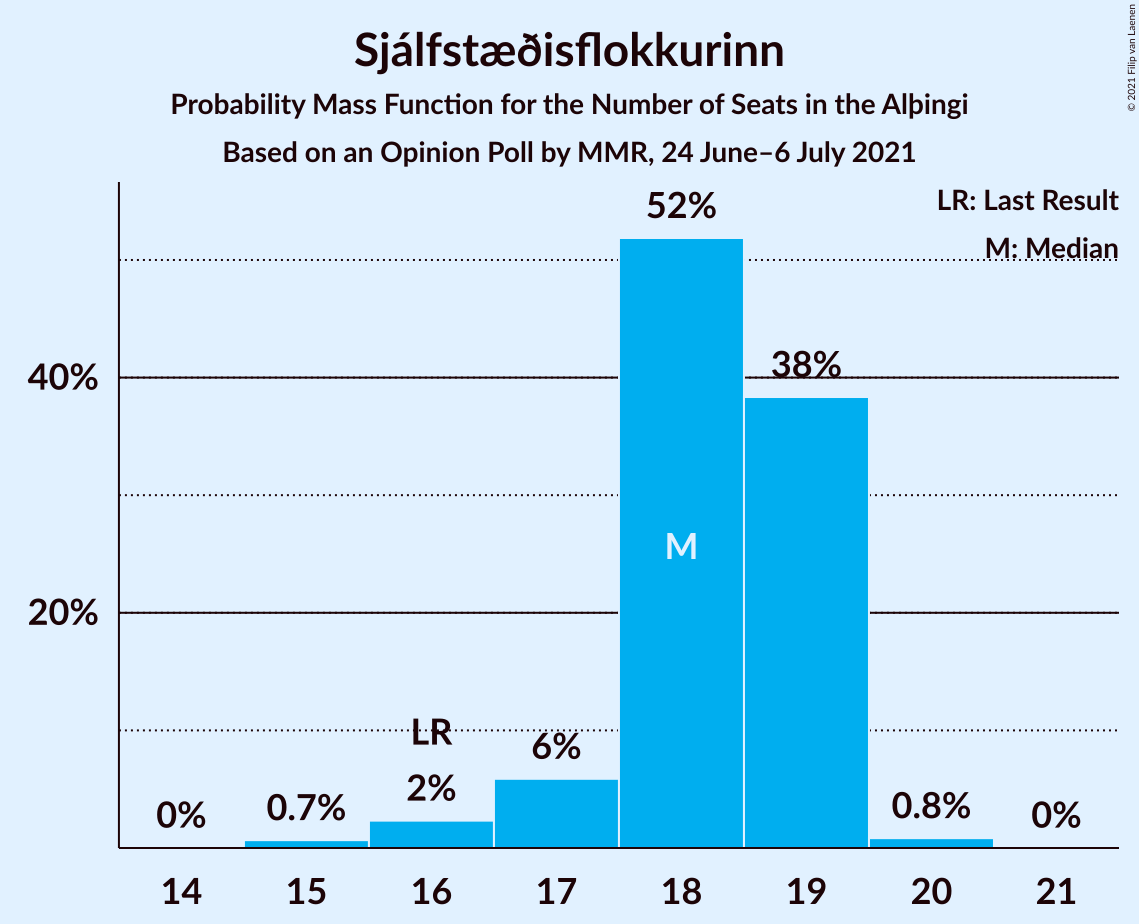 Sjálfstæðisflokkurinn
Probability Mass Function for the Number of Seats in the Alþingi
Based on an Opinion Poll by MMR, 24 June–6 July 2021
© 2021 Filip van Laenen
LR: Last Result
M: Median
52%
38%
40%
M
20%
LR
6%
2%
0%
0.7%
0.8%
0%
14
15
16
17
18
19
20
21